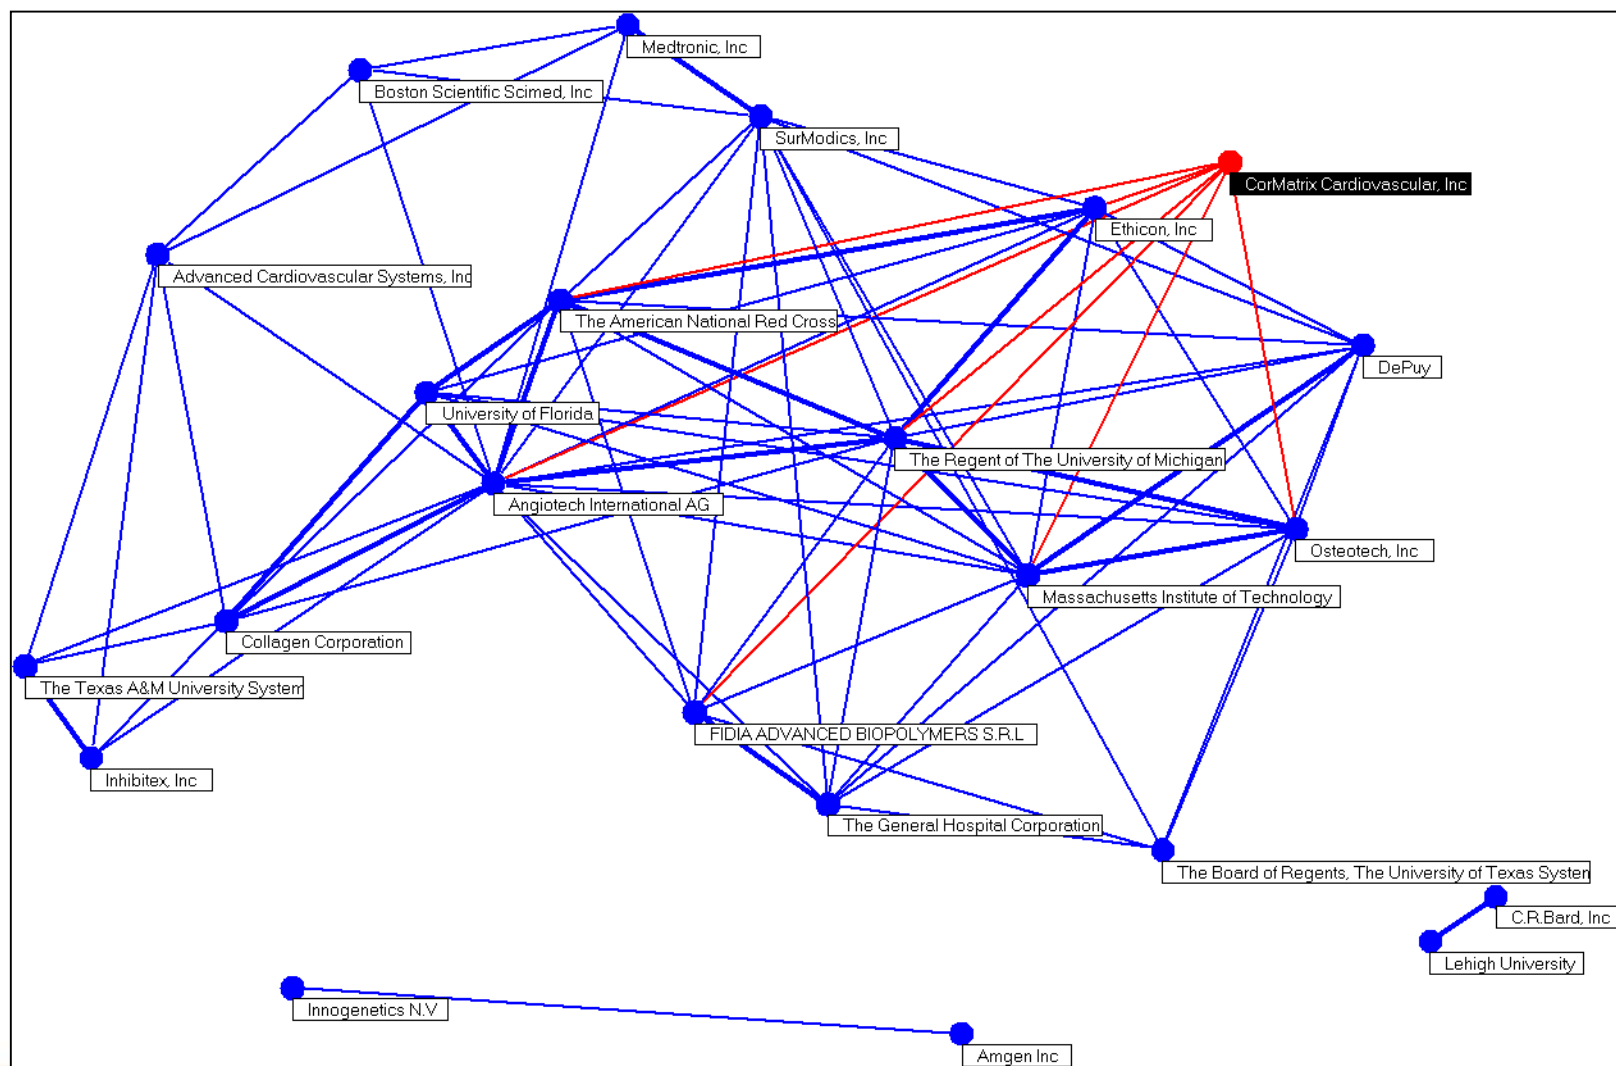 Medtronic, Inc
Boston Scientific Scimed, Inc
SurModics, Inc
CorMatrix Cardiovascular, Inc
Ethicon, Inc
Advanced Cardiovascular Systems, Inc
The American National Red Cross
DePuy
University of Florida
The Regent of The University of Michigan
Angiotech International AG
Osteotech, Inc
Massachusetts Institute of Technology
Collagen Corporation
The Texas A&M University System
FIDIA ADVANCED BIOPOLYMERS S.R.L
Inhibitex, Inc
The General Hospital Corporation
The Board of Regents, The University of Texas System
C.R.Bard, Inc
Lehigh University
Innogenetics N.V
Amgen Inc